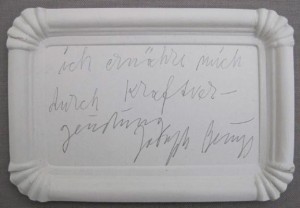 ich ernähre mich
durch Kraftver-
geudung
Joseph Beuys